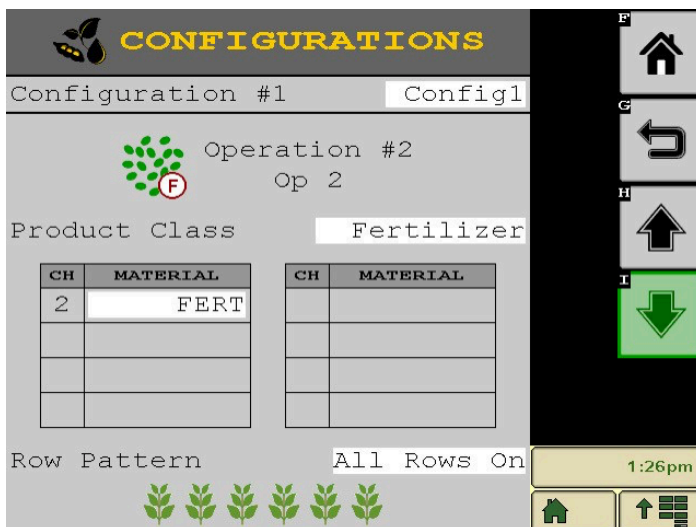 CONFIGURATIONS
F
Configuration #1 Config1
G
Operation #2
Op 2
F
H
Product Class Fertilizer
CH MATERIAL CH MATERIAL
I
2 FERT
Row Pattern All Rows On
1:26pm